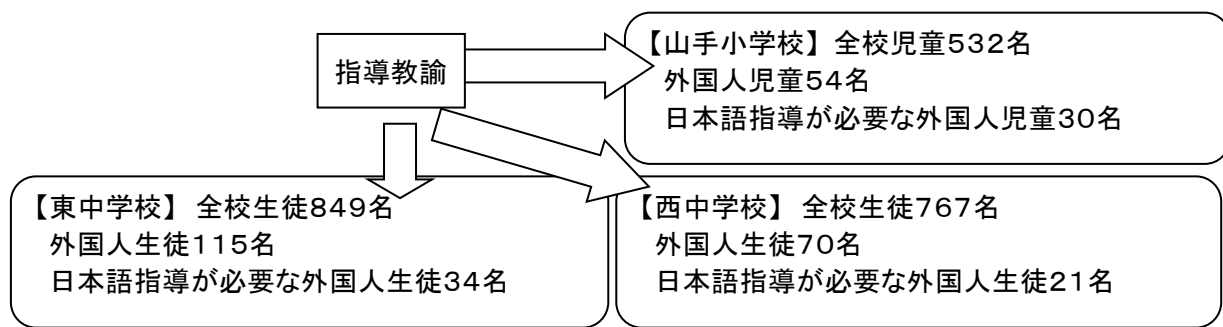 指導教諭
【山手小学校】全校児童532名
外国人児童54名
日本語指導が必要な外国人児童30名
【東中学校】 全校生徒849名
外国人生徒115名
日本語指導が必要な外国人生徒34名
【西中学校】 全校生徒767名
外国人生徒70名
日本語指導が必要な外国人生徒21名